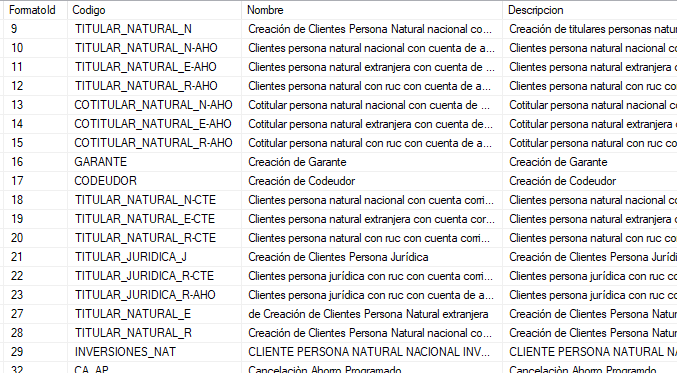 FormatoId Codigo Nombre Descripcion
9 TITULAR_NATURAL_N Creación de Clientes Persona Natural nacional co... Creación de titulares personas natur
10 TITULAR_NATURAL_N-AHO Clientes persona natural nacional con cuenta de a... Clientes persona natural nacional co
11 TITULAR_NATURAL_E-AHO Clientes persona natural extranjera con cuenta de ... Clientes persona natural extranjera
12 TITULAR_NATURAL_R-AHO Clientes persona natural con ruc con cuenta de a... Clientes persona natural con ruc con
13 COTITULAR_NATURAL_N-AHO Cotitular persona natural nacional con cuenta de ... Cotitular persona natural nacional co
14 COTITULAR_NATURAL_E-AHO Cotitular persona natural extranjera con cuenta de... Cotitular persona natural extranjera
15 COTITULAR_NATURAL_R-AHO Cotitular persona natural con ruc con cuenta de a... Cotitular persona natural con ruc con
16 GARANTE Creación de Garante Creación de Garante
17 CODEUDOR Creación de Codeudor Creación de Codeudor
18 TITULAR_NATURAL_N-CTE Clientes persona natural nacional con cuenta corri... Clientes persona natural nacional co
19 TITULAR_NATURAL_E-CTE Clientes persona natural extranjera con cuenta cor... Clientes persona natural extranjera
20 TITULAR_NATURAL_R-CTE Clientes persona natural con ruc con cuenta corri... Clientes persona natural con ruc con
21 TITULAR_JURIDICA_J Creación de Clientes Persona Jurídica Creación de Clientes Persona Jurídi
22 TITULAR_JURIDICA_R-CTE Clientes persona jurídica con ruc con cuenta corri... Clientes persona jurídica con ruc co
23 TITULAR_JURIDICA_R-AHO Clientes persona jurídica con ruc con cuenta de a... Clientes persona jurídica con ruc co
27 TITULAR_NATURAL_E de Creación de Clientes Persona Natural extranjera Creación de Clientes Persona Natur
28 TITULAR_NATURAL_R Creación de Clientes Persona Natural nacional co... Creación de Clientes Persona Natur
29 INVERSIONES_NAT CLIENTE PERSONA NATURAL NACIONAL INV... CLIENTE PERSONA NATURAL NA
32 CA_AP Cancelaciòn Ahorro Programado Cancelaciòn Ahorro Programdo